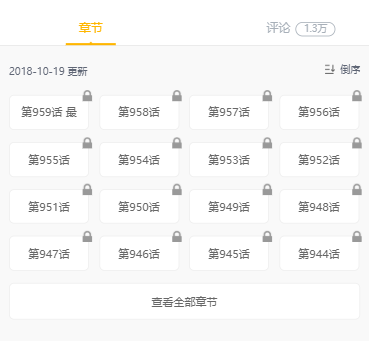 章节 评论 1.3万
2018-10-19 更新 倒序
第959话 最 第958话 第957话 第956话
第955话 第954话 第953话 第952话
第951话 第950话 第949话 第948话
第947话 第946话 第945话 第944话
查看全部章节